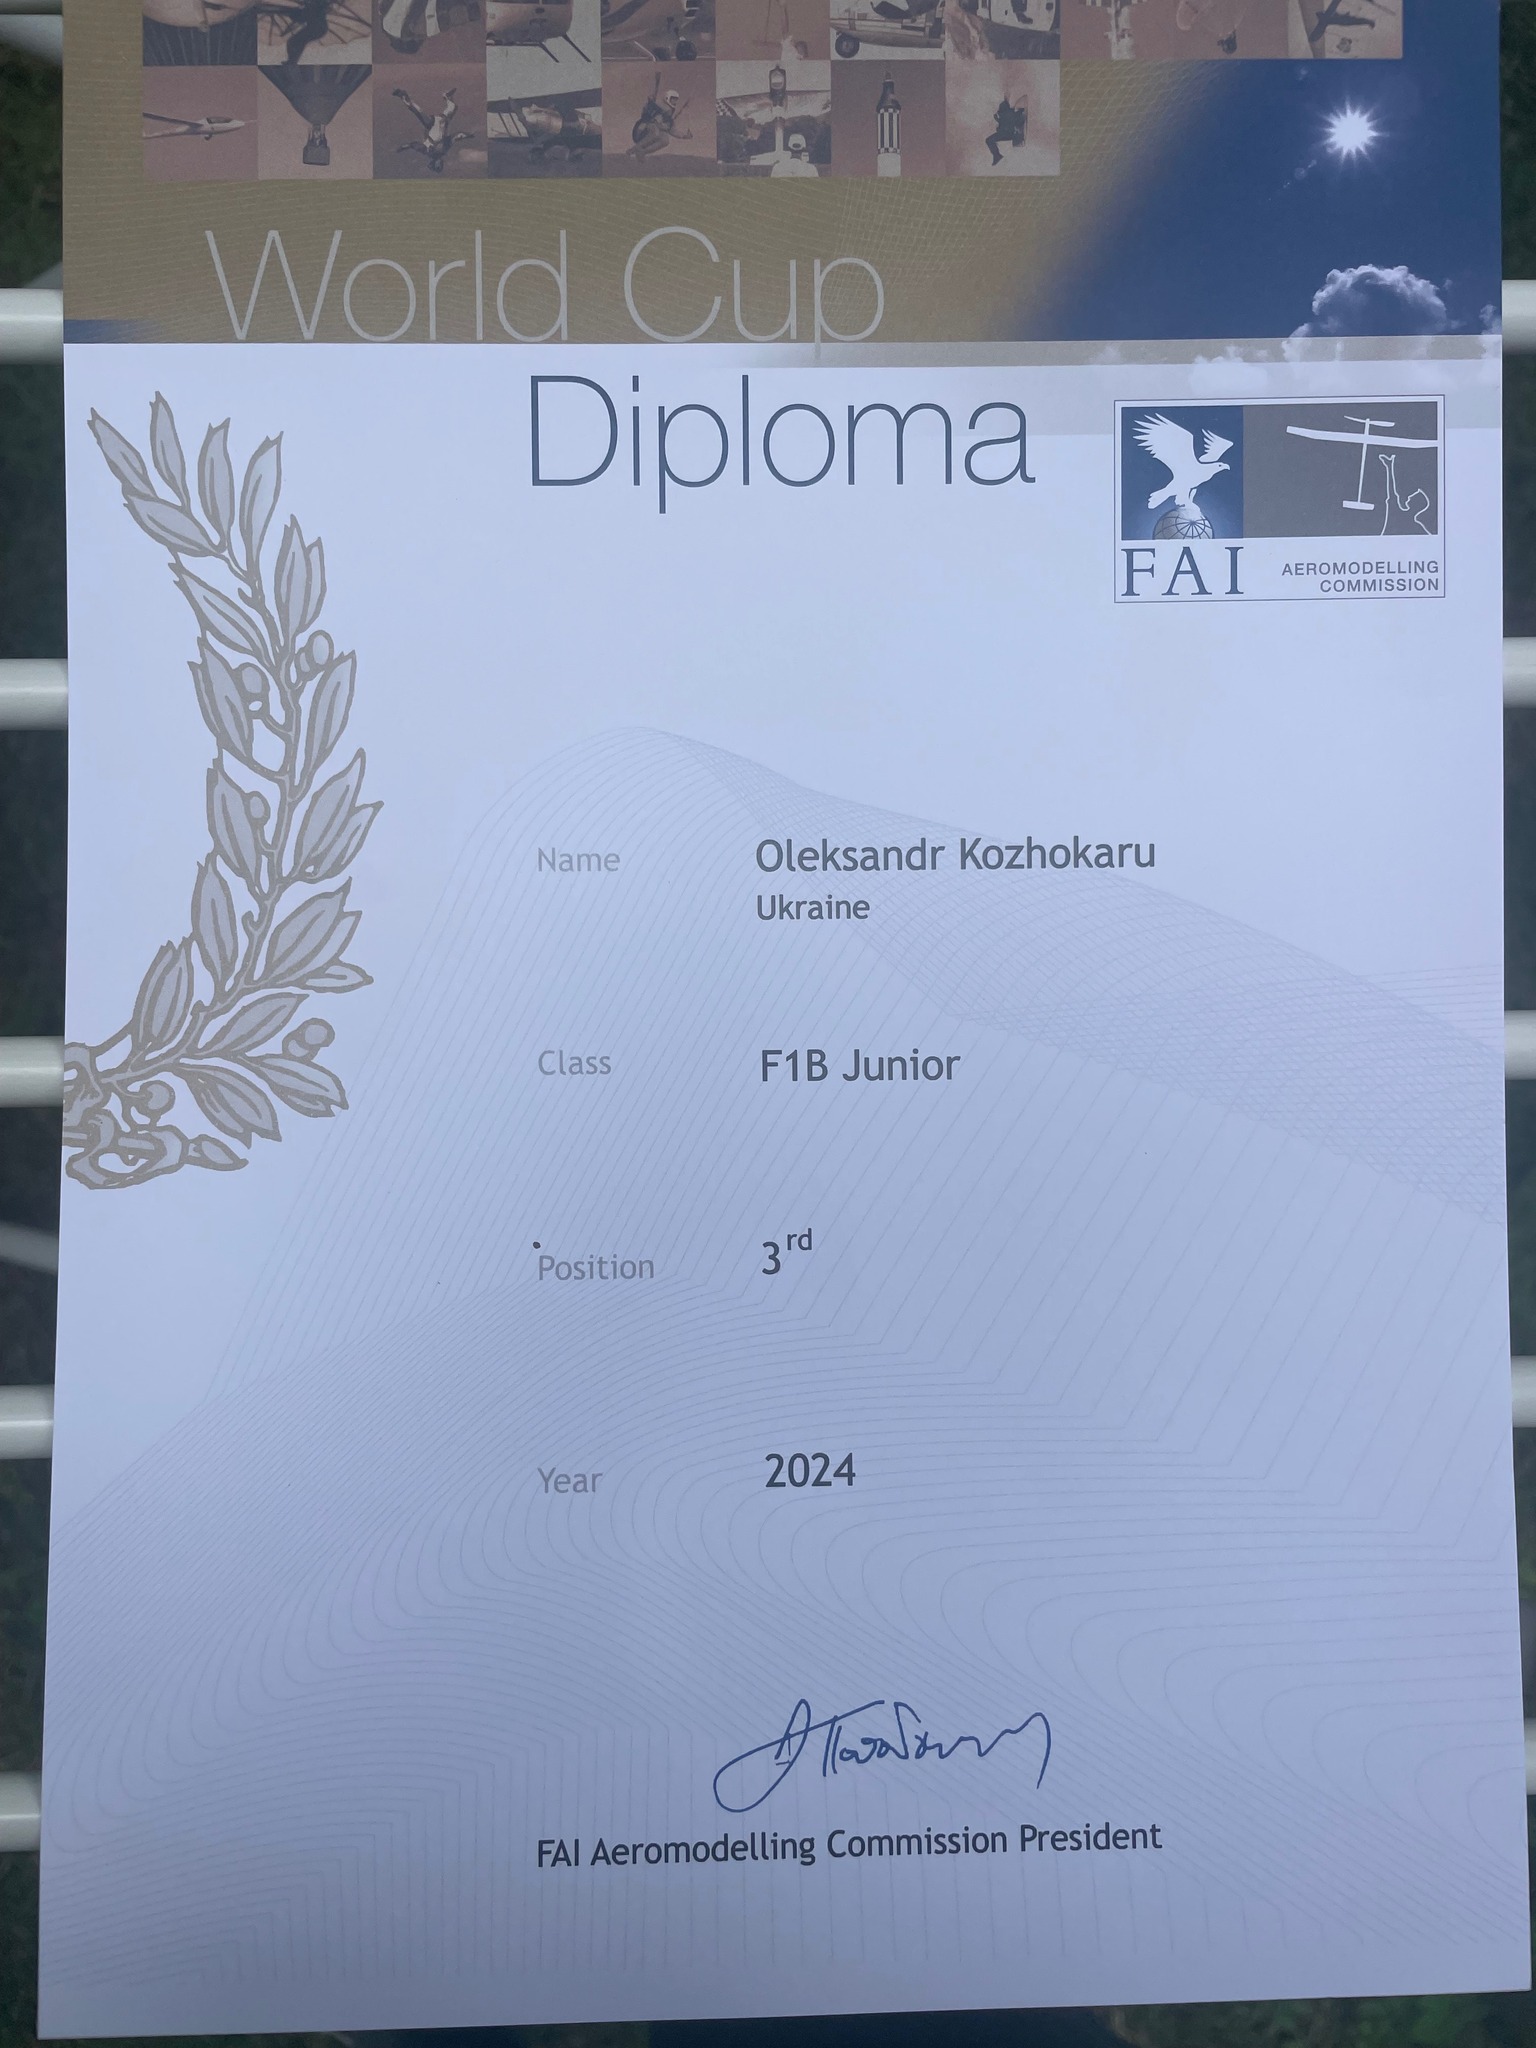 World Cup
Diploma
FAI
AEROMODELLING
COMMISSION
Name
Oleksandr Kozhokaru
Ukraine
Class
F1B Junior
Position
3rd
Year
2024
FAI Aeromodelling Commission President